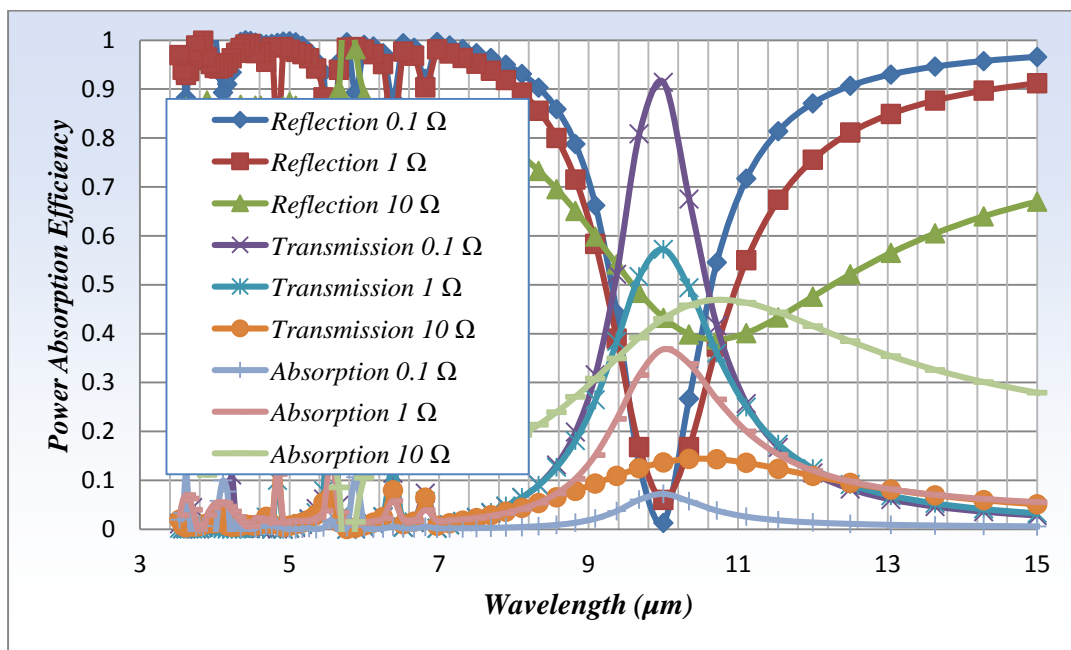 1
0.9
0.8
0.7
0.6
0.5
0.4
0.3
0.2
0.1
0
Power Absorption Efficiency
Reflection 0.1 Ω
Reflection 1 Ω
Reflection 10 Ω
Transmission 0.1 Ω
Transmission 1 Ω
Transmission 10 Ω
Absorption 0.1 Ω
Absorption 1 Ω
Absorption 10 Ω
3 5 7 9 11 13 15
Wavelength (μm)